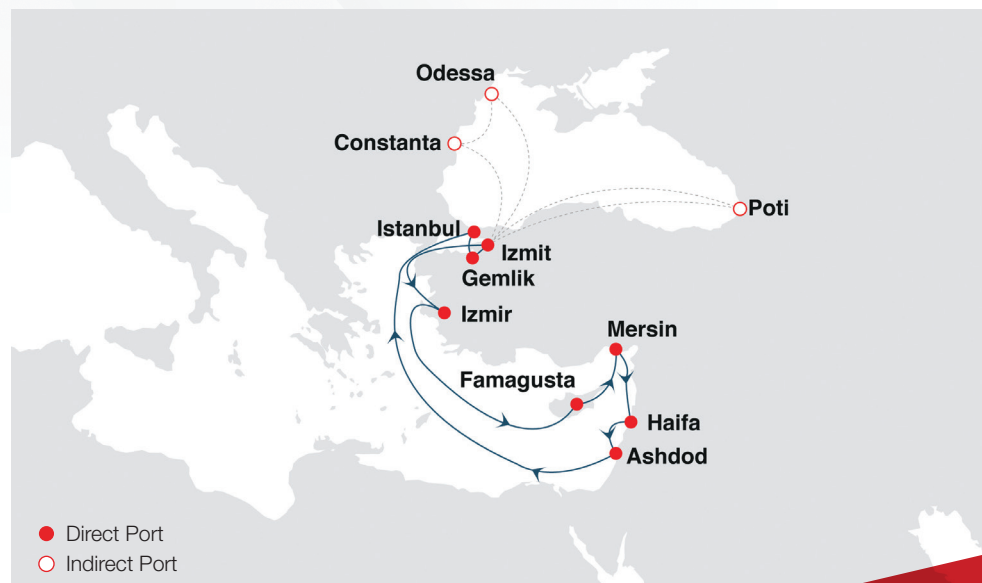 Odessa
Constanta
Poti
Istanbul
Izmit
Gemlik
Izmir
Mersin
Famagusta
Haifa
Ashdod
Direct Port
Indirect Port